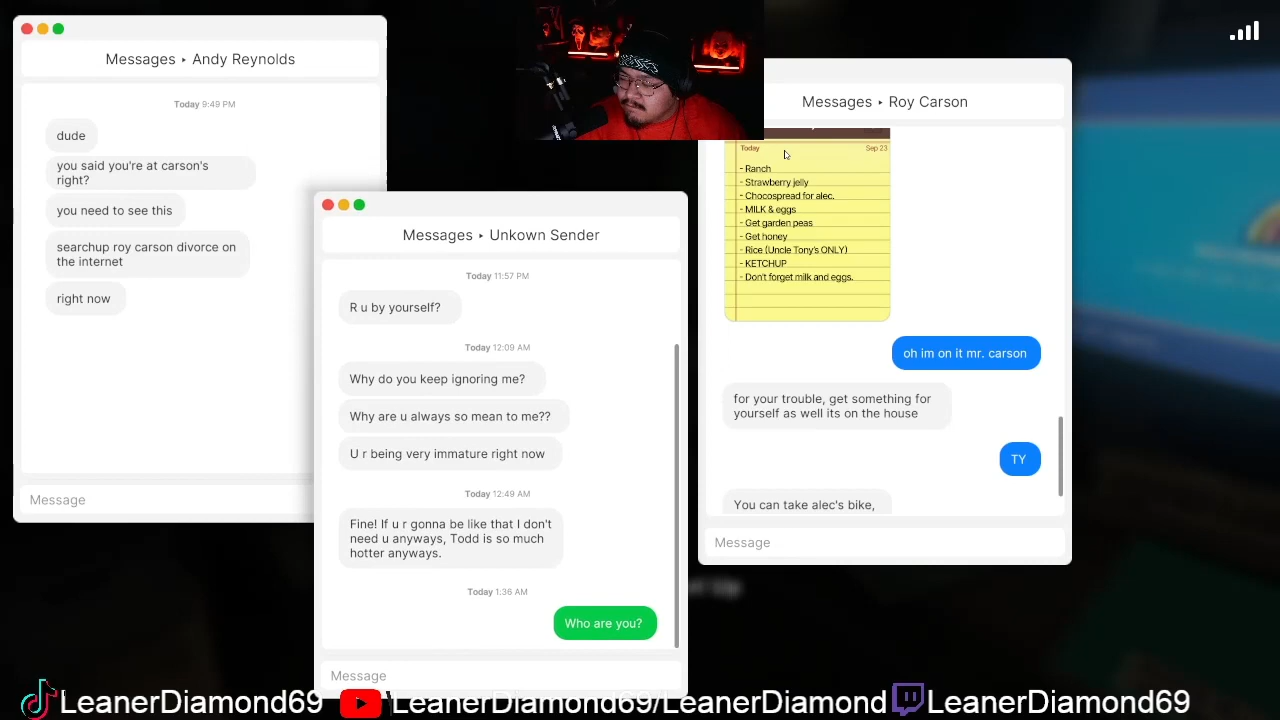 Messages ▸ Andy Reynolds
Today 9:49 PM
dude
you said you're at carson's
right?
you need to see this
searchup roy carson divorce on
the internet
right now
Message
Messages ▸ Unkown Sender
Today 11:57 PM
R u by yourself?
Today 12:09 AM
Why do you keep ignoring me?
Why are u always so mean to me??
U r being very immature right now
Today 12:49 AM
Fine! If u r gonna be like that I don't
need u anyways, Todd is so much
hotter anyways.
Today 1:36 AM
Who are you?
Message
Messages ▸ Roy Carson
Today Sep 23
- Ranch
- Strawberry jelly
- Chocospread for alec.
- MILK & eggs
- Get garden peas
- Get honey
- Rice (Uncle Tony's ONLY)
- KETCHUP
- Don't forget milk and eggs.
oh im on it mr. carson
for your trouble, get something for
yourself as well its on the house
TY
You can take alec's bike,
Message
LeanerDiamond69 LeanerDiamond69/LeanerDiamond LeanerDiamond69